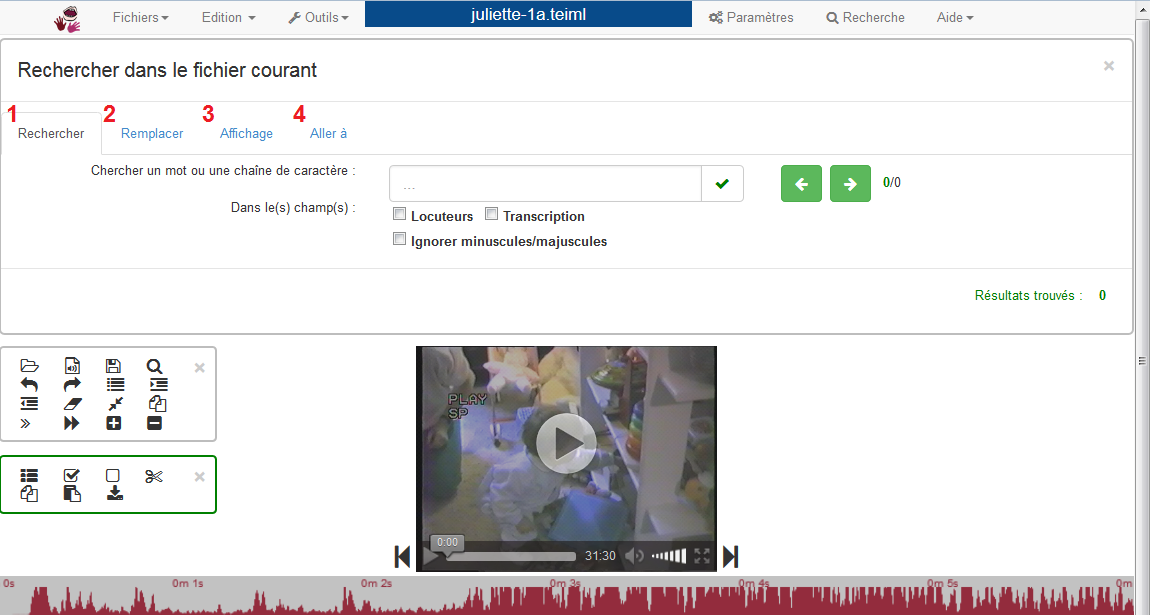 Fichiers Edition Outils juliette-1a.teiml Paramètres Recherche Aide
Rechercher dans le fichier courant
1 2 3 4
Rechercher Remplacer Affichage Aller à
Chercher un mot ou une chaîne de caractère : ... 0/0
Dans le(s) champ(s) : Locuteurs Transcription
Ignorer minuscules/majuscules
Résultats trouvés : 0
PLAY
SP
0:00
31:30
0s 0m 1s 0m 2s 0m 3s 0m 4s 0m 5s 0m